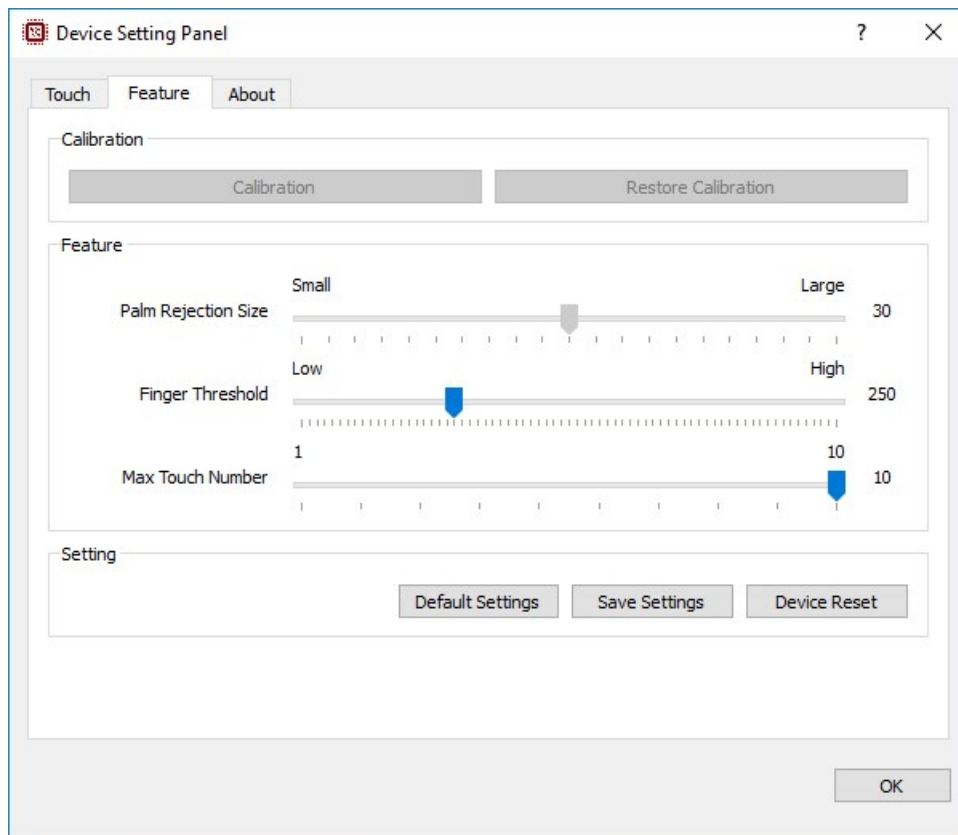 Device Setting Panel
Touch Feature About
Calibration
Calibration Restore Calibration
Feature
Small Large
Palm Rejection Size 30
Low High
Finger Threshold 250
1 10
Max Touch Number 10
Setting
Default Settings Save Settings Device Reset
OK